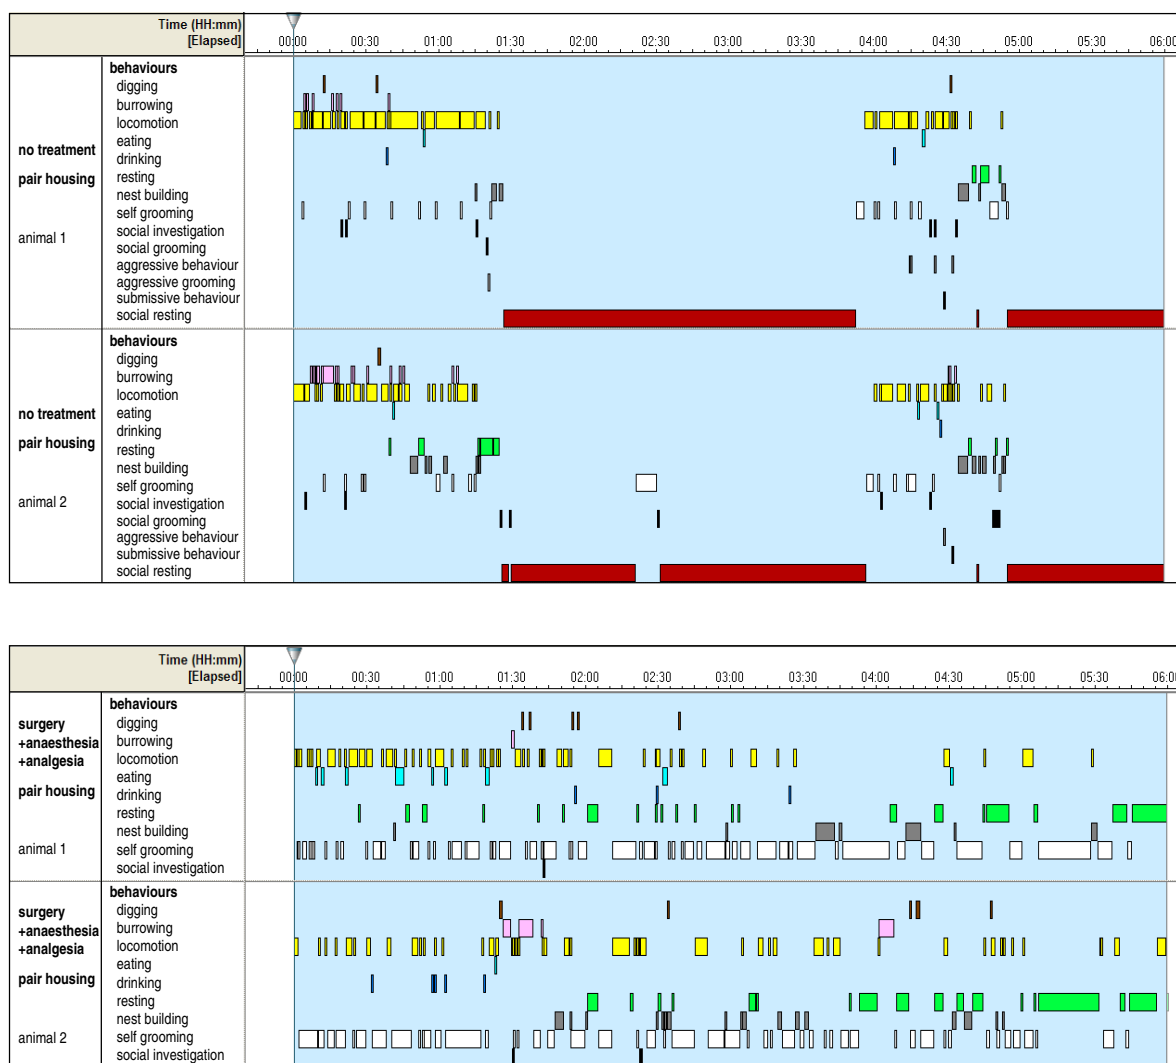 Time (HH:mm)
[Elapsed]
00:00 00:30 01:00 01:30 02:00 02:30 03:00 03:30 04:00 04:30 05:00 05:30 06:00
no treatment
pair housing
animal 1
behaviours
digging
burrowing
locomotion
eating
drinking
resting
nest building
self grooming
social investigation
social grooming
aggressive behaviour
aggressive grooming
submissive behaviour
social resting
no treatment
pair housing
animal 2
behaviours
digging
burrowing
locomotion
eating
drinking
resting
nest building
self grooming
social investigation
social grooming
aggressive behaviour
submissive behaviour
social resting
Time (HH:mm)
[Elapsed]
00:00 00:30 01:00 01:30 02:00 02:30 03:00 03:30 04:00 04:30 05:00 05:30 06:00
surgery
+anaesthesia
+analgesia
pair housing
animal 1
behaviours
digging
burrowing
locomotion
eating
drinking
resting
nest building
self grooming
social investigation
surgery
+anaesthesia
+analgesia
pair housing
animal 2
behaviours
digging
burrowing
locomotion
eating
drinking
resting
nest building
self grooming
social investigation